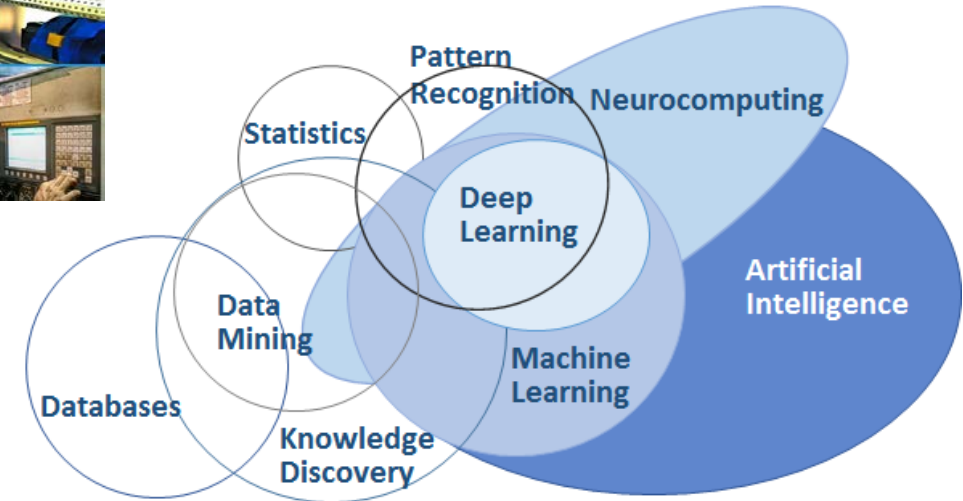 Pattern
Recognition
Neurocomputing
Statistics
Deep
Learning
Artificial
Intelligence
Data
Mining
Machine
Learning
Databases
Knowledge
Discovery